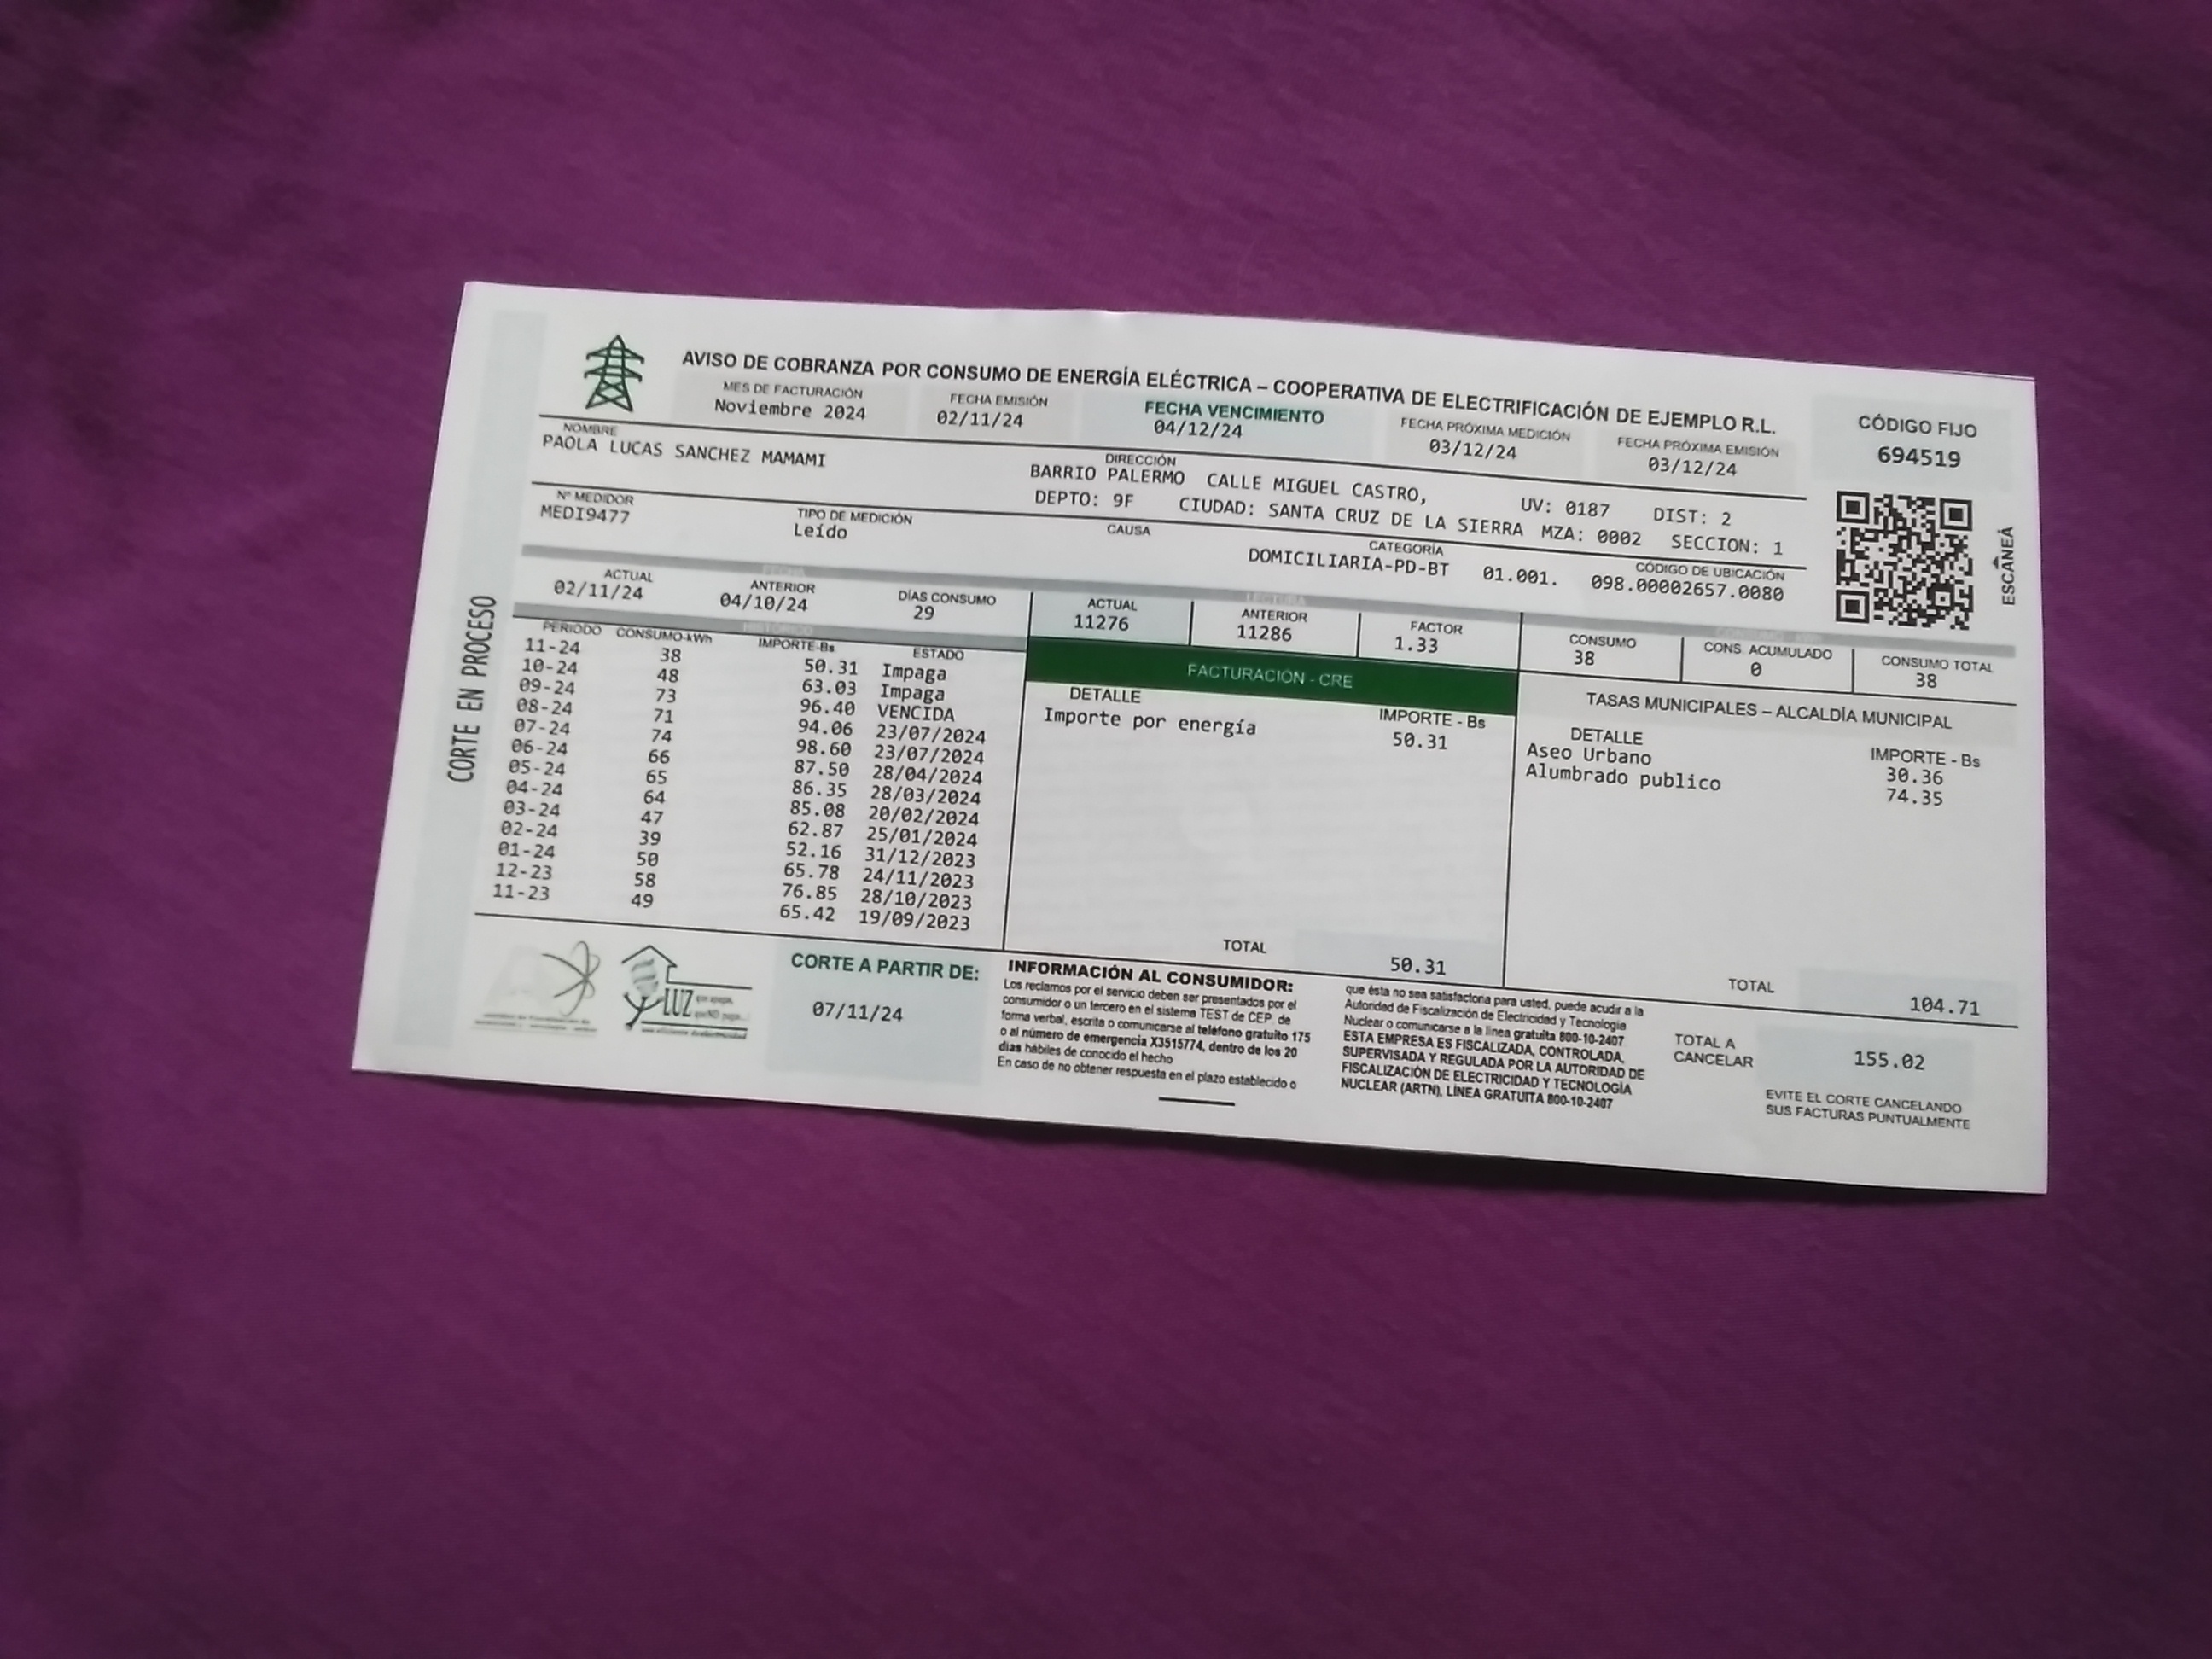 AVISO DE COBRANZA POR CONSUMO DE ENERGÍA ELÉCTRICA – COOPERATIVA DE ELECTRIFICACIÓN DE EJEMPLO R.L.
MES DE FACTURACIÓN
Noviembre 2024
FECHA EMISIÓN
02/11/24
FECHA VENCIMIENTO
04/12/24
FECHA PRÓXIMA MEDICIÓN
03/12/24
FECHA PRÓXIMA EMISIÓN
03/12/24
CÓDIGO FIJO
694519
NOMBRE
PAOLA LUCAS SANCHEZ MAMAMI
DIRECCIÓN
BARRIO PALERMO CALLE MIGUEL CASTRO, UV: 0187 DIST: 2
DEPTO: 9F CIUDAD: SANTA CRUZ DE LA SIERRA MZA: 0002 SECCION: 1
Nº MEDIDOR
MEDI9477
TIPO DE MEDICIÓN
Leído
CAUSA
CATEGORÍA
DOMICILIARIA-PD-BT
CÓDIGO DE UBICACIÓN
01.001. 098.00002657.0080
ESCANEÁ
CORTE EN PROCESO
FECHA
ACTUAL
02/11/24
ANTERIOR
04/10/24
DÍAS CONSUMO
29
LECTURA
ACTUAL
11276
ANTERIOR
11286
FACTOR
1.33
CONSUMO
38
CONS. ACUMULADO
0
CONSUMO TOTAL
38
HISTÓRICO
PERÍODO CONSUMO-kWh IMPORTE-Bs ESTADO
11-24 38 50.31 Impaga
10-24 48 63.03 Impaga
09-24 73 96.40 VENCIDA
08-24 71 94.06 23/07/2024
07-24 74 98.60 23/07/2024
06-24 66 87.50 28/04/2024
05-24 65 86.35 28/03/2024
04-24 64 85.08 20/02/2024
03-24 47 62.87 25/01/2024
02-24 39 52.16 31/12/2023
01-24 50 65.78 24/11/2023
12-23 58 76.85 28/10/2023
11-23 49 65.42 19/09/2023
FACTURACIÓN - CRE
DETALLE IMPORTE - Bs
Importe por energía 50.31
TOTAL 50.31
TASAS MUNICIPALES – ALCALDÍA MUNICIPAL
DETALLE IMPORTE - Bs
Aseo Urbano 30.36
Alumbrado publico 74.35
TOTAL 104.71
LUZ
CORTE A PARTIR DE:
07/11/24
INFORMACIÓN AL CONSUMIDOR:
Los reclamos por el servicio deben ser presentados por el
consumidor o un tercero en el sistema TEST de CEP, de
forma verbal, escrita o comunicarse al teléfono gratuito 175
o al número de emergencia X3515774, dentro de los 20
días hábiles de conocido el hecho
En caso de no obtener respuesta en el plazo establecido o
que ésta no sea satisfactoria para usted, puede acudir a la
Autoridad de Fiscalización de Electricidad y Tecnología
Nuclear o comunicarse a la línea gratuita 800-10-2407
ESTA EMPRESA ES FISCALIZADA, CONTROLADA,
SUPERVISADA Y REGULADA POR LA AUTORIDAD DE
FISCALIZACIÓN DE ELECTRICIDAD Y TECNOLOGÍA
NUCLEAR (ARTN), LÍNEA GRATUITA 800-10-2407
TOTAL A
CANCELAR
155.02
EVITE EL CORTE CANCELANDO
SUS FACTURAS PUNTUALMENTE